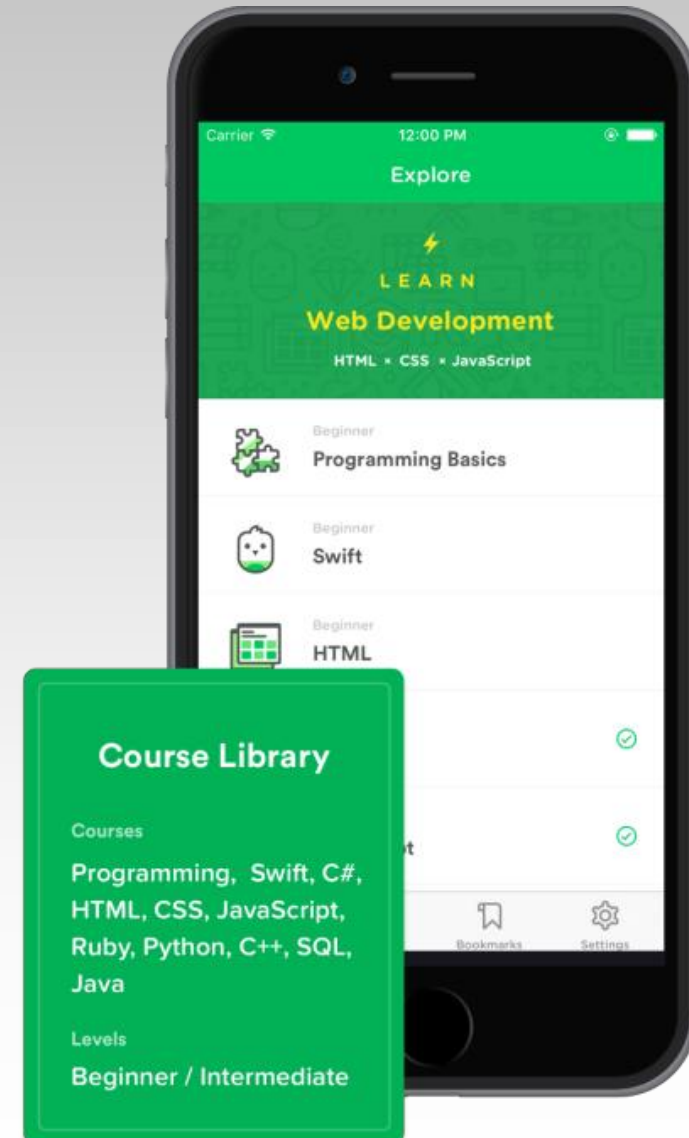 Carrier
12:00 PM
Explore
LEARN
Web Development
HTML × CSS × JavaScript
Beginner
Programming Basics
Beginner
Swift
Beginner
HTML
t
Bookmarks
Settings
Course Library
Courses
Programming, Swift, C#,
HTML, CSS, JavaScript,
Ruby, Python, C++, SQL,
Java
Levels
Beginner / Intermediate